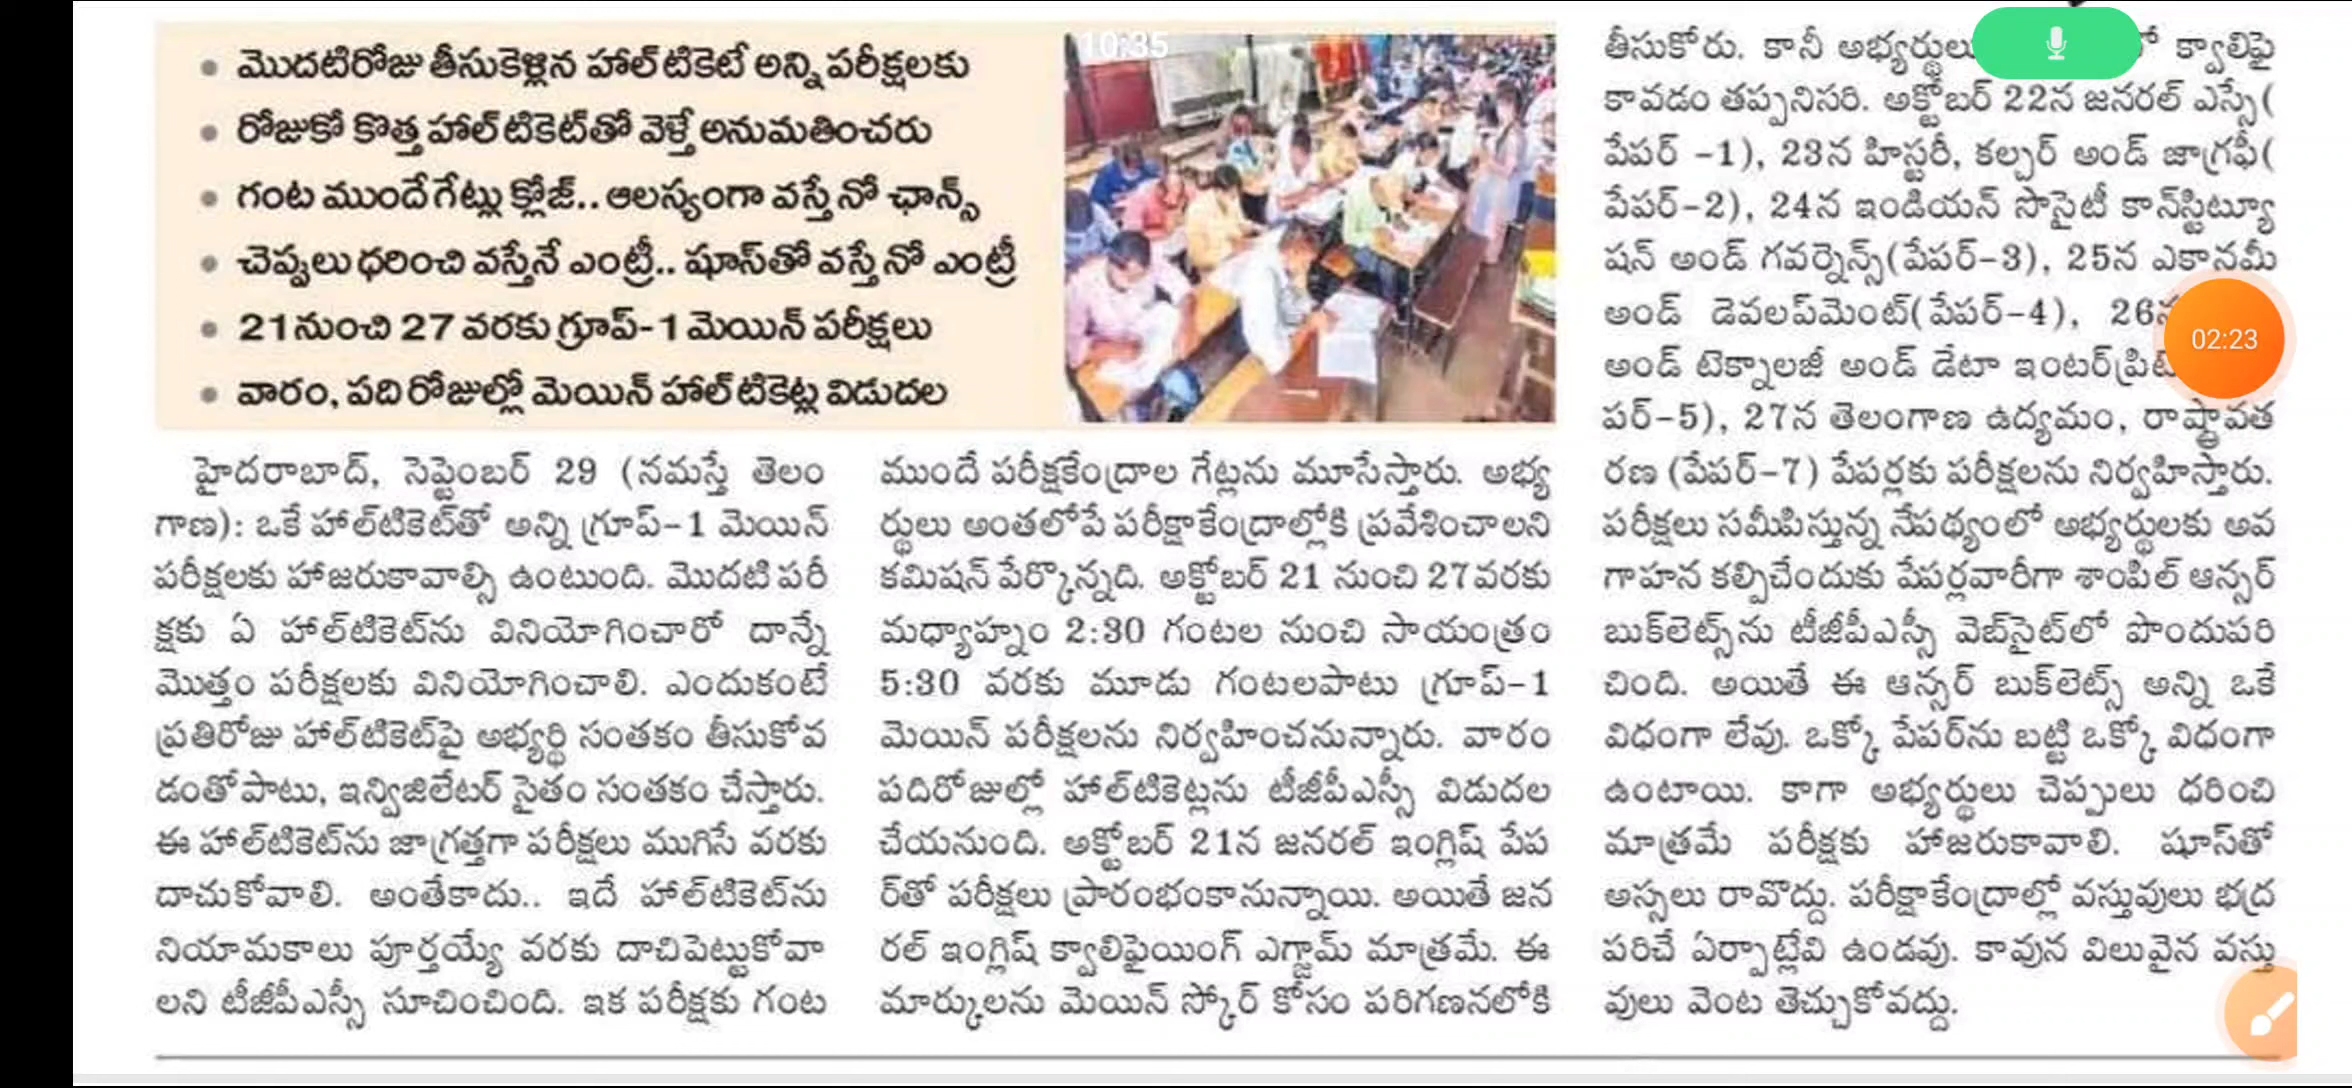 10:35
• మొదటిరోజు తీసుకెళ్లిన హాల్‌టికెటే అన్ని పరీక్షలకు
• రోజుకో కొత్త హాల్‌టికెట్‌తో వెళ్తే అనుమతించరు
• గంట ముందే గేట్లు క్లోజ్.. ఆలస్యంగా వస్తే నో ఛాన్స్
• చెప్పులు ధరించి వస్తేనే ఎంట్రీ.. షూస్‌తో వస్తే నో ఎంట్రీ
• 21నుంచి 27 వరకు గ్రూప్-1 మెయిన్ పరీక్షలు
• వారం, పది రోజుల్లో మెయిన్ హాల్‌టికెట్ల విడుదల
హైదరాబాద్, సెప్టెంబర్ 29 (నమస్తే తెలం
గాణ): ఒకే హాల్‌టికెట్‌తో అన్ని గ్రూప్-1 మెయిన్
పరీక్షలకు హాజరుకావాల్సి ఉంటుంది. మొదటి పరీ
క్షకు ఏ హాల్‌టికెట్‌ను వినియోగించారో దాన్నే
మొత్తం పరీక్షలకు వినియోగించాలి. ఎందుకంటే
ప్రతిరోజు హాల్‌టికెట్‌పై అభ్యర్థి సంతకం తీసుకోవ
డంతోపాటు, ఇన్విజిలేటర్ సైతం సంతకం చేస్తారు.
ఈ హాల్‌టికెట్‌ను జాగ్రత్తగా పరీక్షలు ముగిసే వరకు
దాచుకోవాలి. అంతేకాదు.. ఇదే హాల్‌టికెట్‌ను
నియామకాలు పూర్తయ్యే వరకు దాచిపెట్టుకోవా
లని టీజీపీఎస్సీ సూచించింది. ఇక పరీక్షకు గంట
ముందే పరీక్షకేంద్రాల గేట్లను మూసేస్తారు. అభ్య
ర్థులు అంతలోపే పరీక్షాకేంద్రాల్లోకి ప్రవేశించాలని
కమిషన్ పేర్కొన్నది. అక్టోబర్ 21 నుంచి 27వరకు
మధ్యాహ్నం 2:30 గంటల నుంచి సాయంత్రం
5:30 వరకు మూడు గంటలపాటు గ్రూప్-1
మెయిన్ పరీక్షలను నిర్వహించనున్నారు. వారం
పదిరోజుల్లో హాల్‌టికెట్లను టీజీపీఎస్సీ విడుదల
చేయనుంది. అక్టోబర్ 21న జనరల్ ఇంగ్లిష్ పేప
ర్‌తో పరీక్షలు ప్రారంభంకానున్నాయి. అయితే జన
రల్ ఇంగ్లిష్ క్వాలిఫైయింగ్ ఎగ్జామ్ మాత్రమే. ఈ
మార్కులను మెయిన్ స్కోర్ కోసం పరిగణనలోకి
తీసుకోరు. కానీ అభ్యర్థులు క్వాలిఫై
కావడం తప్పనిసరి. అక్టోబర్ 22న జనరల్ ఎస్సే(
పేపర్ -1), 23న హిస్టరీ, కల్చర్ అండ్ జాగ్రఫీ(
పేపర్-2), 24న ఇండియన్ సొసైటీ కాన్‌స్టిట్యూ
షన్ అండ్ గవర్నెన్స్(పేపర్-3), 25న ఎకానమీ
అండ్ డెవలప్‌మెంట్(పేపర్-4), 26న
అండ్ టెక్నాలజీ అండ్ డేటా
02:23
పర్-5), 27న తెలంగాణ ఉద్యమం, రాష్ట్రావత
రణ (పేపర్-7) పేపర్లకు పరీక్షలను నిర్వహిస్తారు.
పరీక్షలు సమీపిస్తున్న నేపథ్యంలో అభ్యర్థులకు అవ
గాహన కల్పిచేందుకు పేపర్లవారీగా శాంపిల్ ఆన్సర్
బుక్‌లెట్స్‌ను టీజీపీఎస్సీ వెబ్‌సైట్‌లో పొందుపరి
చింది. అయితే ఈ ఆన్సర్ బుక్‌లెట్స్ అన్ని ఒకే
విధంగా లేవు. ఒక్కో పేపర్‌ను బట్టి ఒక్కో విధంగా
ఉంటాయి. కాగా అభ్యర్థులు చెప్పులు ధరించి
మాత్రమే పరీక్షకు హాజరుకావాలి. షూస్‌తో
అస్సలు రావొద్దు. పరీక్షాకేంద్రాల్లో వస్తువులు భద్ర
పరిచే ఏర్పాట్లేవి ఉండవు. కావున విలువైన వస్తు
వులు వెంట తెచ్చుకోవద్దు.